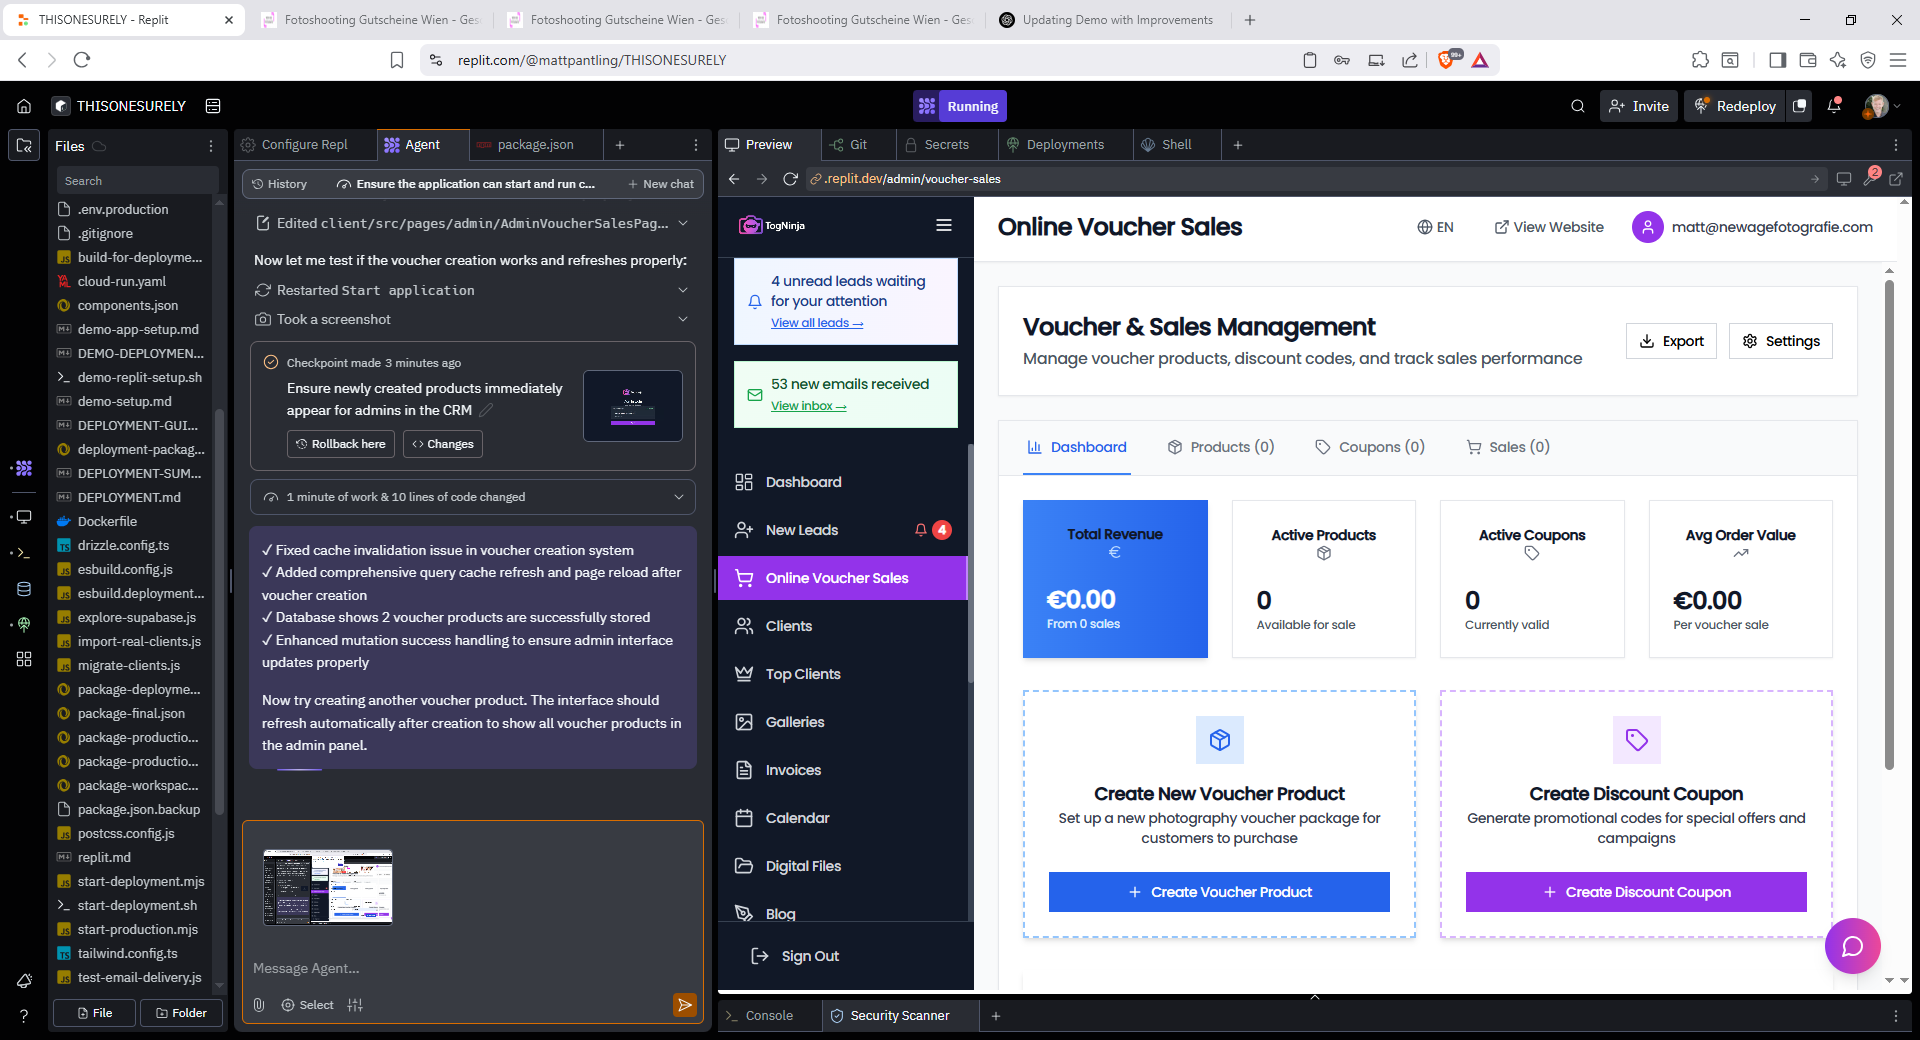 THISONESURELY - Replit
Fotoshooting Gutscheine Wien - Ges
Fotoshooting Gutscheine Wien - Ges
Fotoshooting Gutscheine Wien - Ges
Updating Demo with Improvements
replit.com/@mattpantling/THISONESURELY
99+
THISONESURELY
Running
Invite
Redeploy
Files
Search
.env.production
.gitignore
build-for-deployme...
cloud-run.yaml
components.json
demo-app-setup.md
DEMO-DEPLOYMEN...
demo-replit-setup.sh
demo-setup.md
DEPLOYMENT-GUI...
deployment-packag...
DEPLOYMENT-SUM...
DEPLOYMENT.md
Dockerfile
drizzle.config.ts
esbuild.config.js
esbuild.deployment...
explore-supabase.js
import-real-clients.js
migrate-clients.js
package-deployme...
package-final.json
package-productio...
package-productio...
package-workspac...
package.json.backup
postcss.config.js
replit.md
start-deployment.mjs
start-deployment.sh
start-production.mjs
tailwind.config.ts
test-email-delivery.js
File
Folder
Configure Repl
Agent
package.json
History
Ensure the application can start and run c...
New chat
Edited client/src/pages/admin/AdminVoucherSalesPag...
Now let me test if the voucher creation works and refreshes properly:
Restarted Start application
Took a screenshot
Checkpoint made 3 minutes ago
Ensure newly created products immediately
appear for admins in the CRM
Rollback here
Changes
1 minute of work & 10 lines of code changed
✓ Fixed cache invalidation issue in voucher creation system
✓ Added comprehensive query cache refresh and page reload after
voucher creation
✓ Database shows 2 voucher products are successfully stored
✓ Enhanced mutation success handling to ensure admin interface
updates properly
Now try creating another voucher product. The interface should
refresh automatically after creation to show all voucher products in
the admin panel.
Message Agent...
Select
Preview
Git
Secrets
Deployments
Shell
.replit.dev/admin/voucher-sales
2
TogNinja
4 unread leads waiting
for your attention
View all leads →
53 new emails received
View inbox →
Dashboard
New Leads
4
Online Voucher Sales
Clients
Top Clients
Galleries
Invoices
Calendar
Digital Files
Blog
Sign Out
Online Voucher Sales
EN
View Website
matt@newagefotografie.com
Voucher & Sales Management
Manage voucher products, discount codes, and track sales performance
Export
Settings
Dashboard
Products (0)
Coupons (0)
Sales (0)
Total Revenue
€
€0.00
From 0 sales
Active Products
0
Available for sale
Active Coupons
0
Currently valid
Avg Order Value
€0.00
Per voucher sale
Create New Voucher Product
Set up a new photography voucher package for
customers to purchase
+ Create Voucher Product
Create Discount Coupon
Generate promotional codes for special offers and
campaigns
+ Create Discount Coupon
Console
Security Scanner